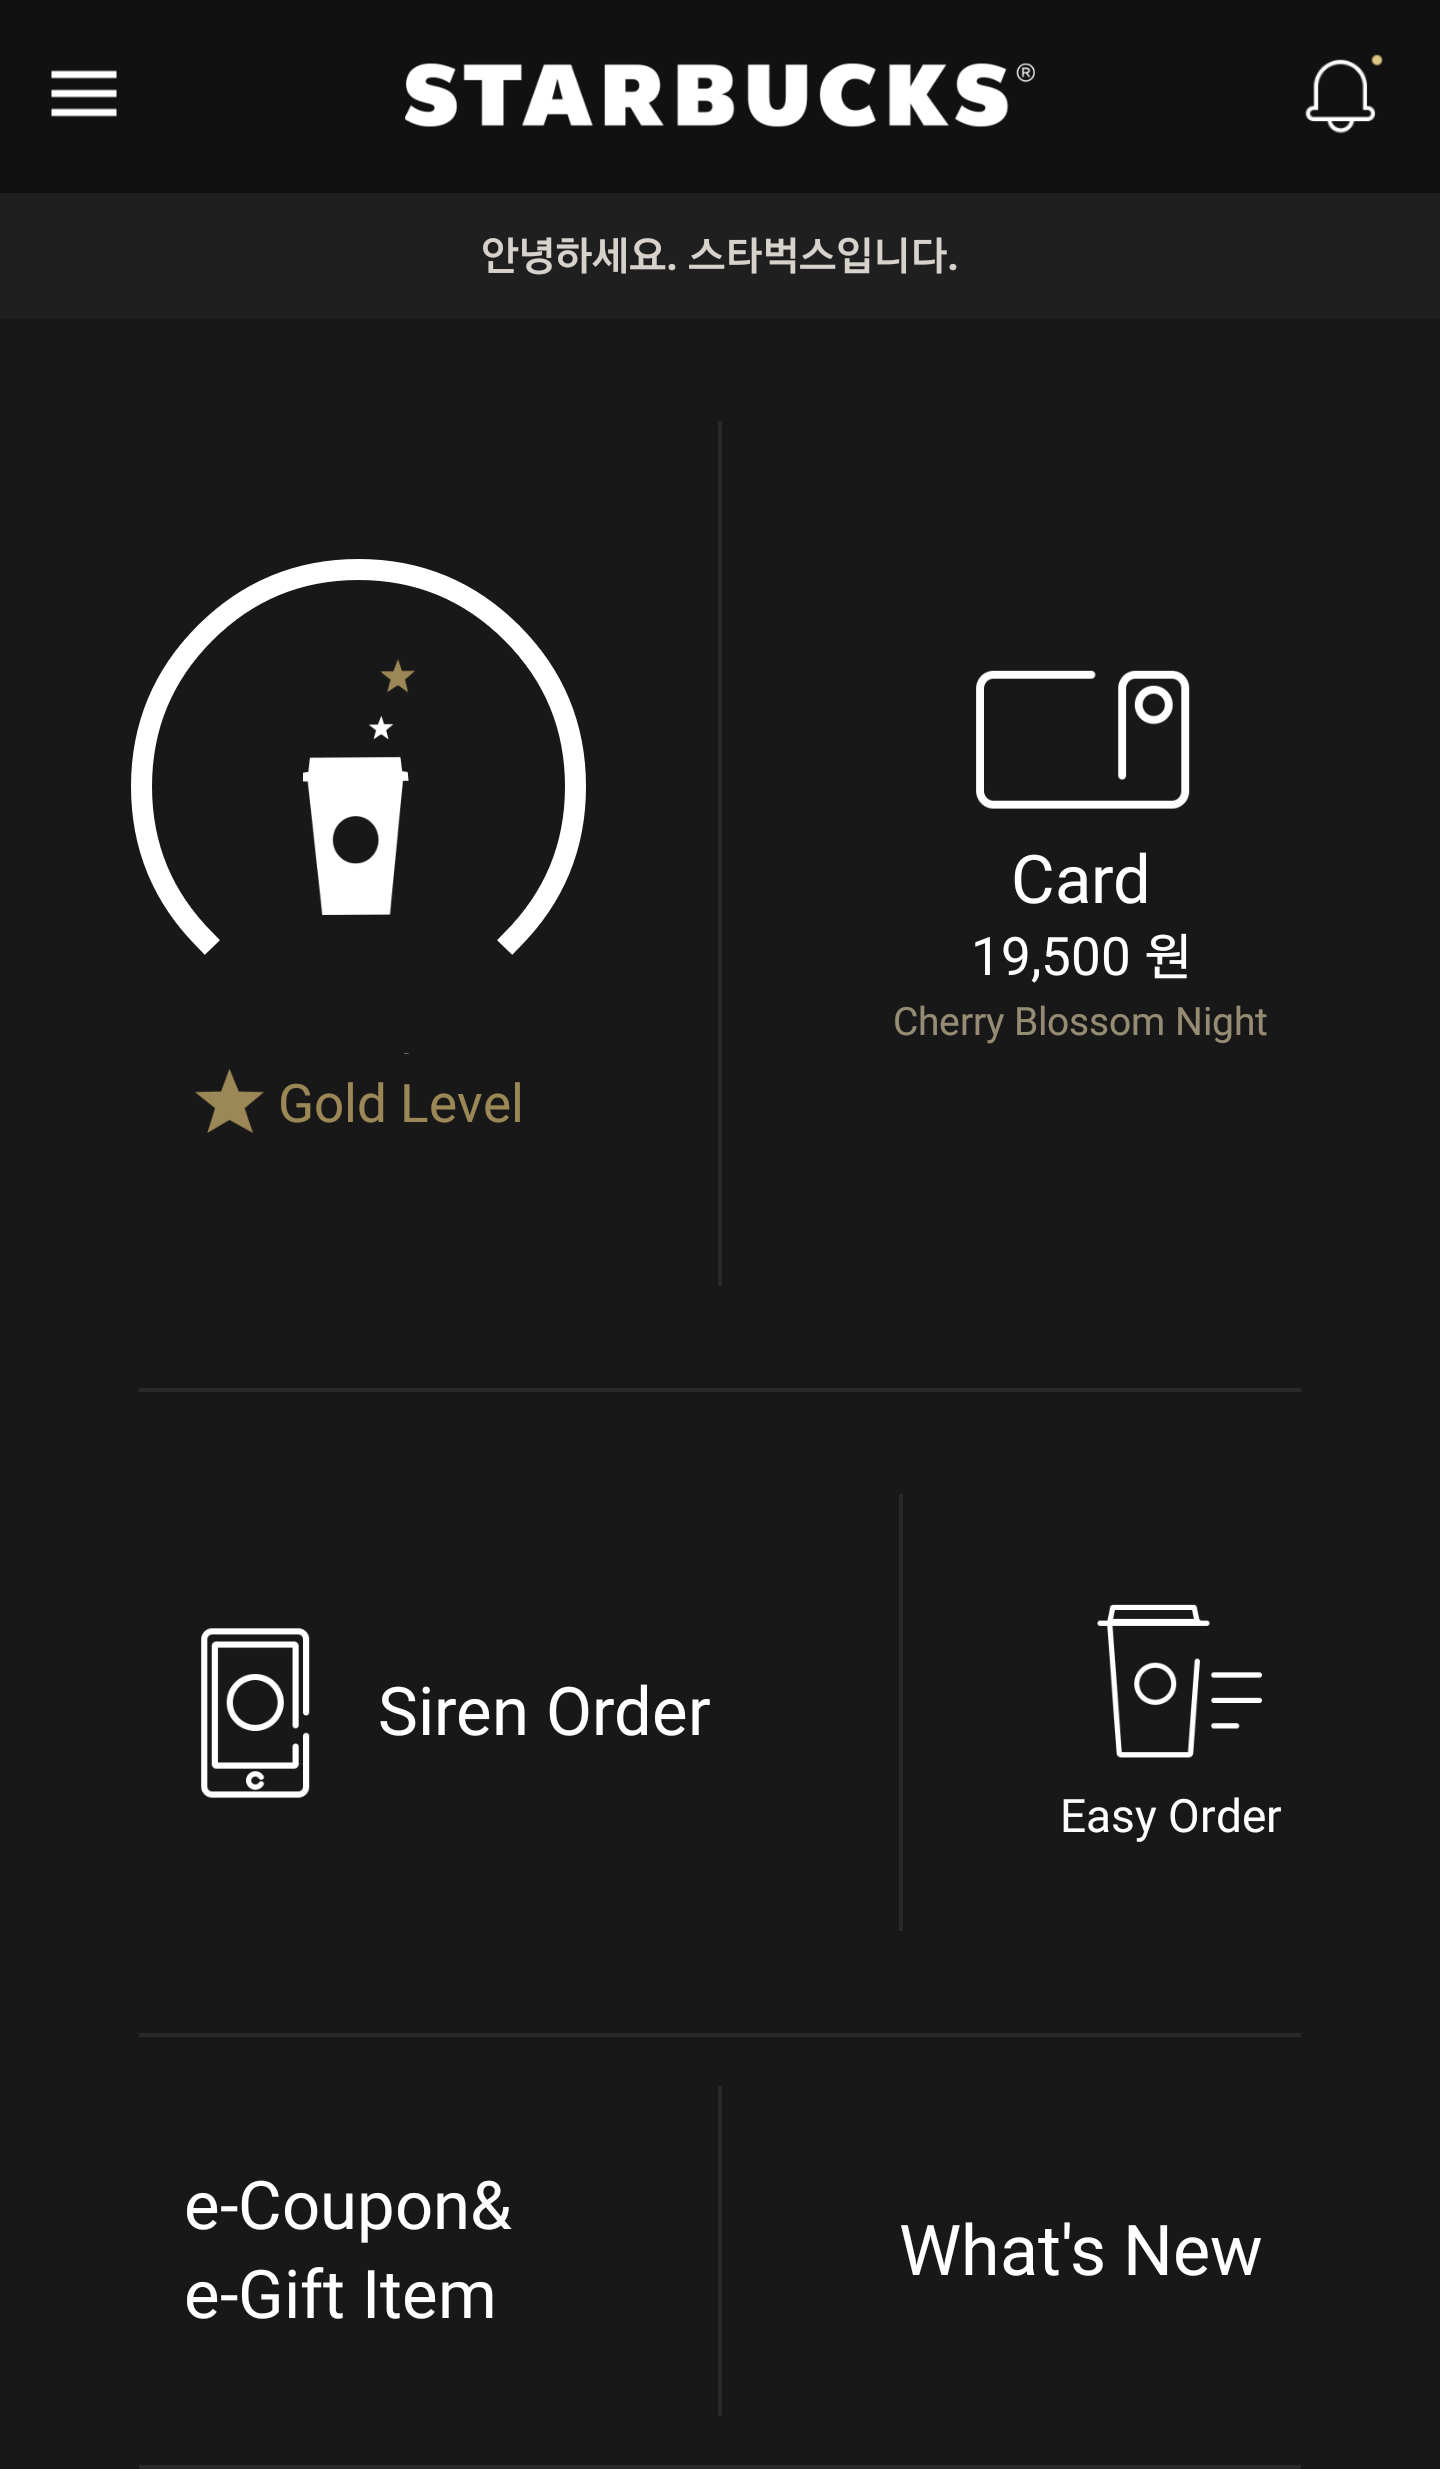 STARBUCKS®
안녕하세요. 스타벅스입니다.
Card
19,500 원
Cherry Blossom Night
Gold Level
Siren Order
Easy Order
e-Coupon&
e-Gift Item
What's New